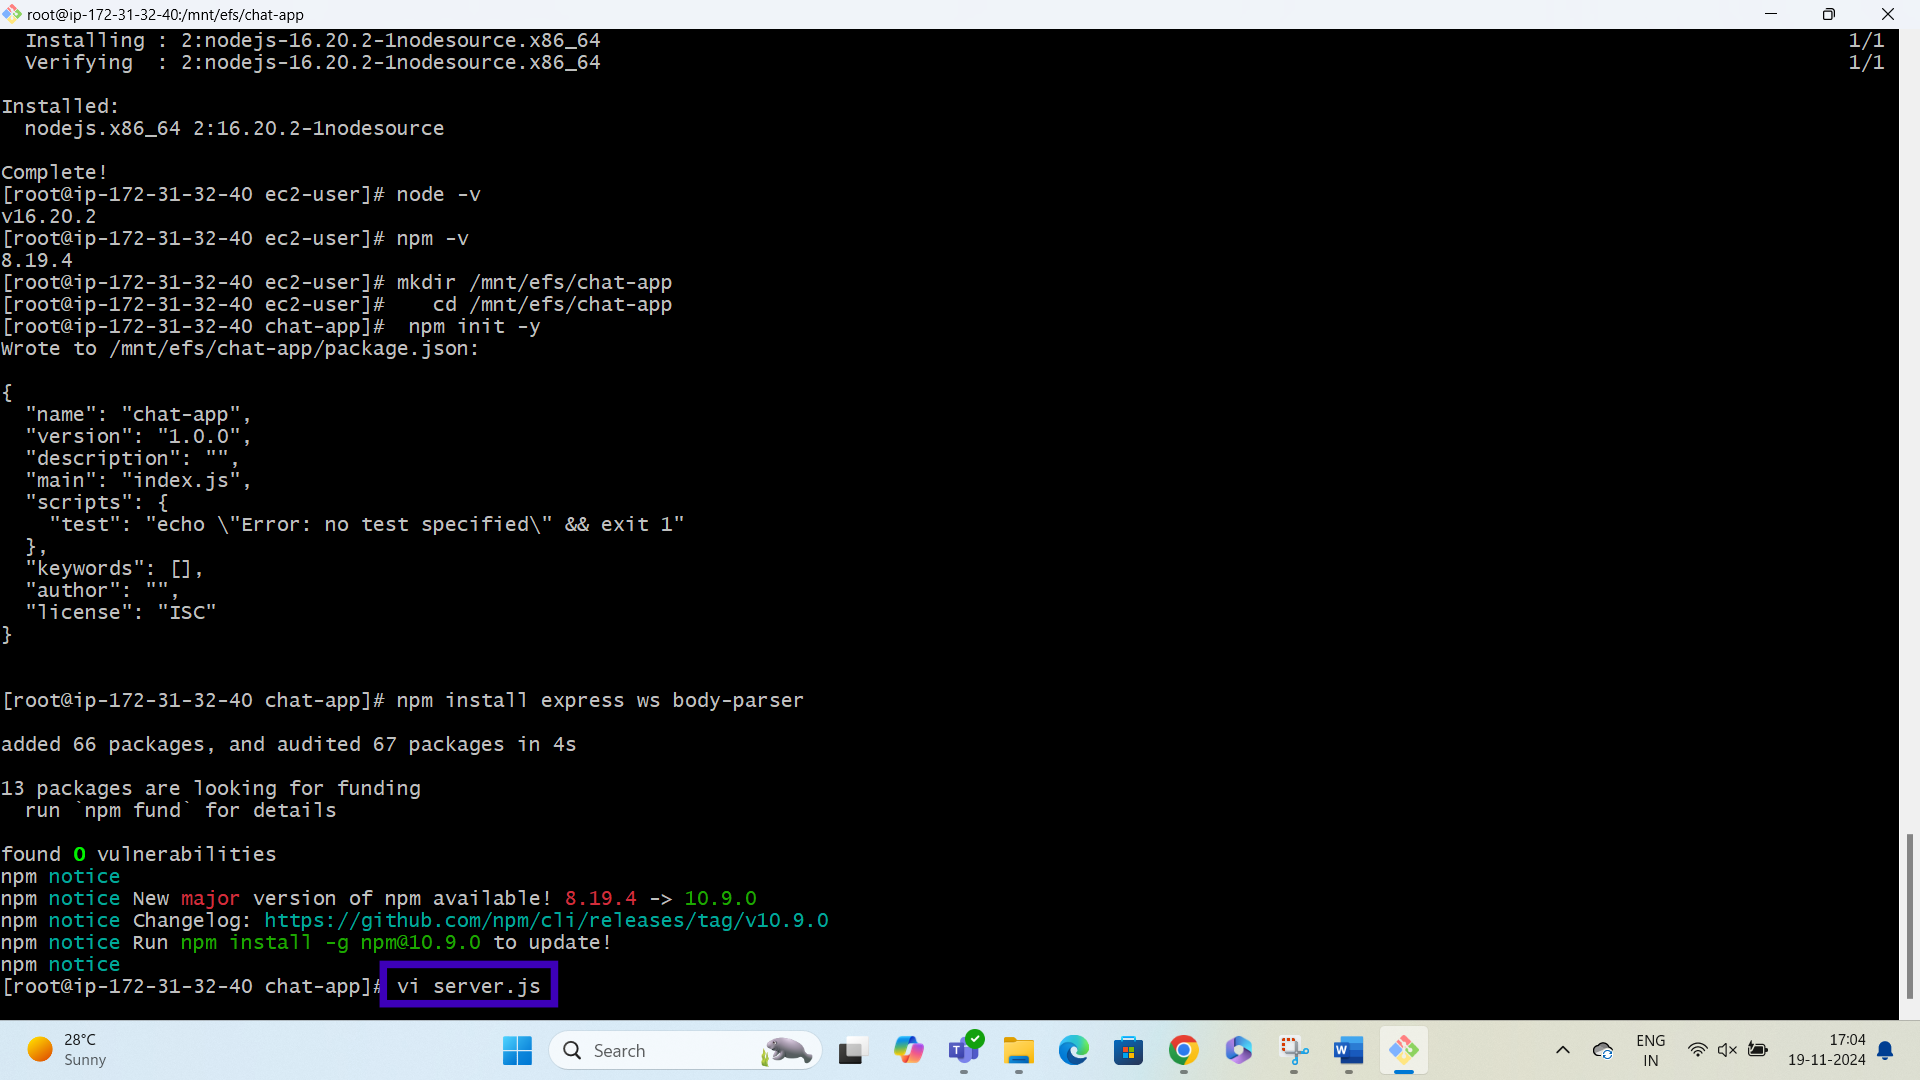 root@ip-172-31-32-40:/mnt/efs/chat-app
  Installing : 2:nodejs-16.20.2-1nodesource.x86_64 1/1
  Verifying  : 2:nodejs-16.20.2-1nodesource.x86_64 1/1
Installed:
  nodejs.x86_64 2:16.20.2-1nodesource
Complete!
[root@ip-172-31-32-40 ec2-user]# node -v
v16.20.2
[root@ip-172-31-32-40 ec2-user]# npm -v
8.19.4
[root@ip-172-31-32-40 ec2-user]# mkdir /mnt/efs/chat-app
[root@ip-172-31-32-40 ec2-user]#    cd /mnt/efs/chat-app
[root@ip-172-31-32-40 chat-app]#  npm init -y
Wrote to /mnt/efs/chat-app/package.json:
{
  "name": "chat-app",
  "version": "1.0.0",
  "description": "",
  "main": "index.js",
  "scripts": {
    "test": "echo \"Error: no test specified\" && exit 1"
  },
  "keywords": [],
  "author": "",
  "license": "ISC"
}
[root@ip-172-31-32-40 chat-app]# npm install express ws body-parser
added 66 packages, and audited 67 packages in 4s
13 packages are looking for funding
  run `npm fund` for details
found 0 vulnerabilities
npm notice
npm notice New major version of npm available! 8.19.4 -> 10.9.0
npm notice Changelog: https://github.com/npm/cli/releases/tag/v10.9.0
npm notice Run npm install -g npm@10.9.0 to update!
npm notice
[root@ip-172-31-32-40 chat-app]# vi server.js
28°C
Sunny
Search
ENG
IN
17:04
19-11-2024